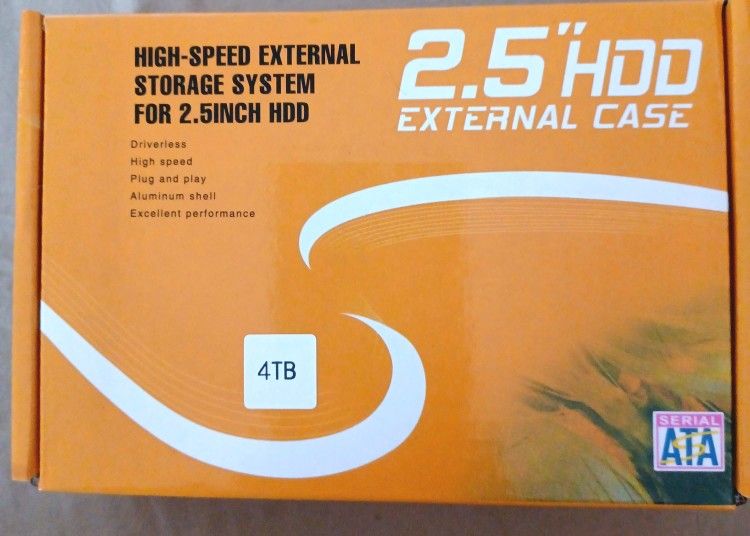 HIGH-SPEED EXTERNAL
STORAGE SYSTEM
FOR 2.5INCH HDD
Driverless
High speed
Plug and play
Aluminum shell
Excellent performance
2.5" HDD
EXTERNAL CASE
4TB
SERIAL
ATA